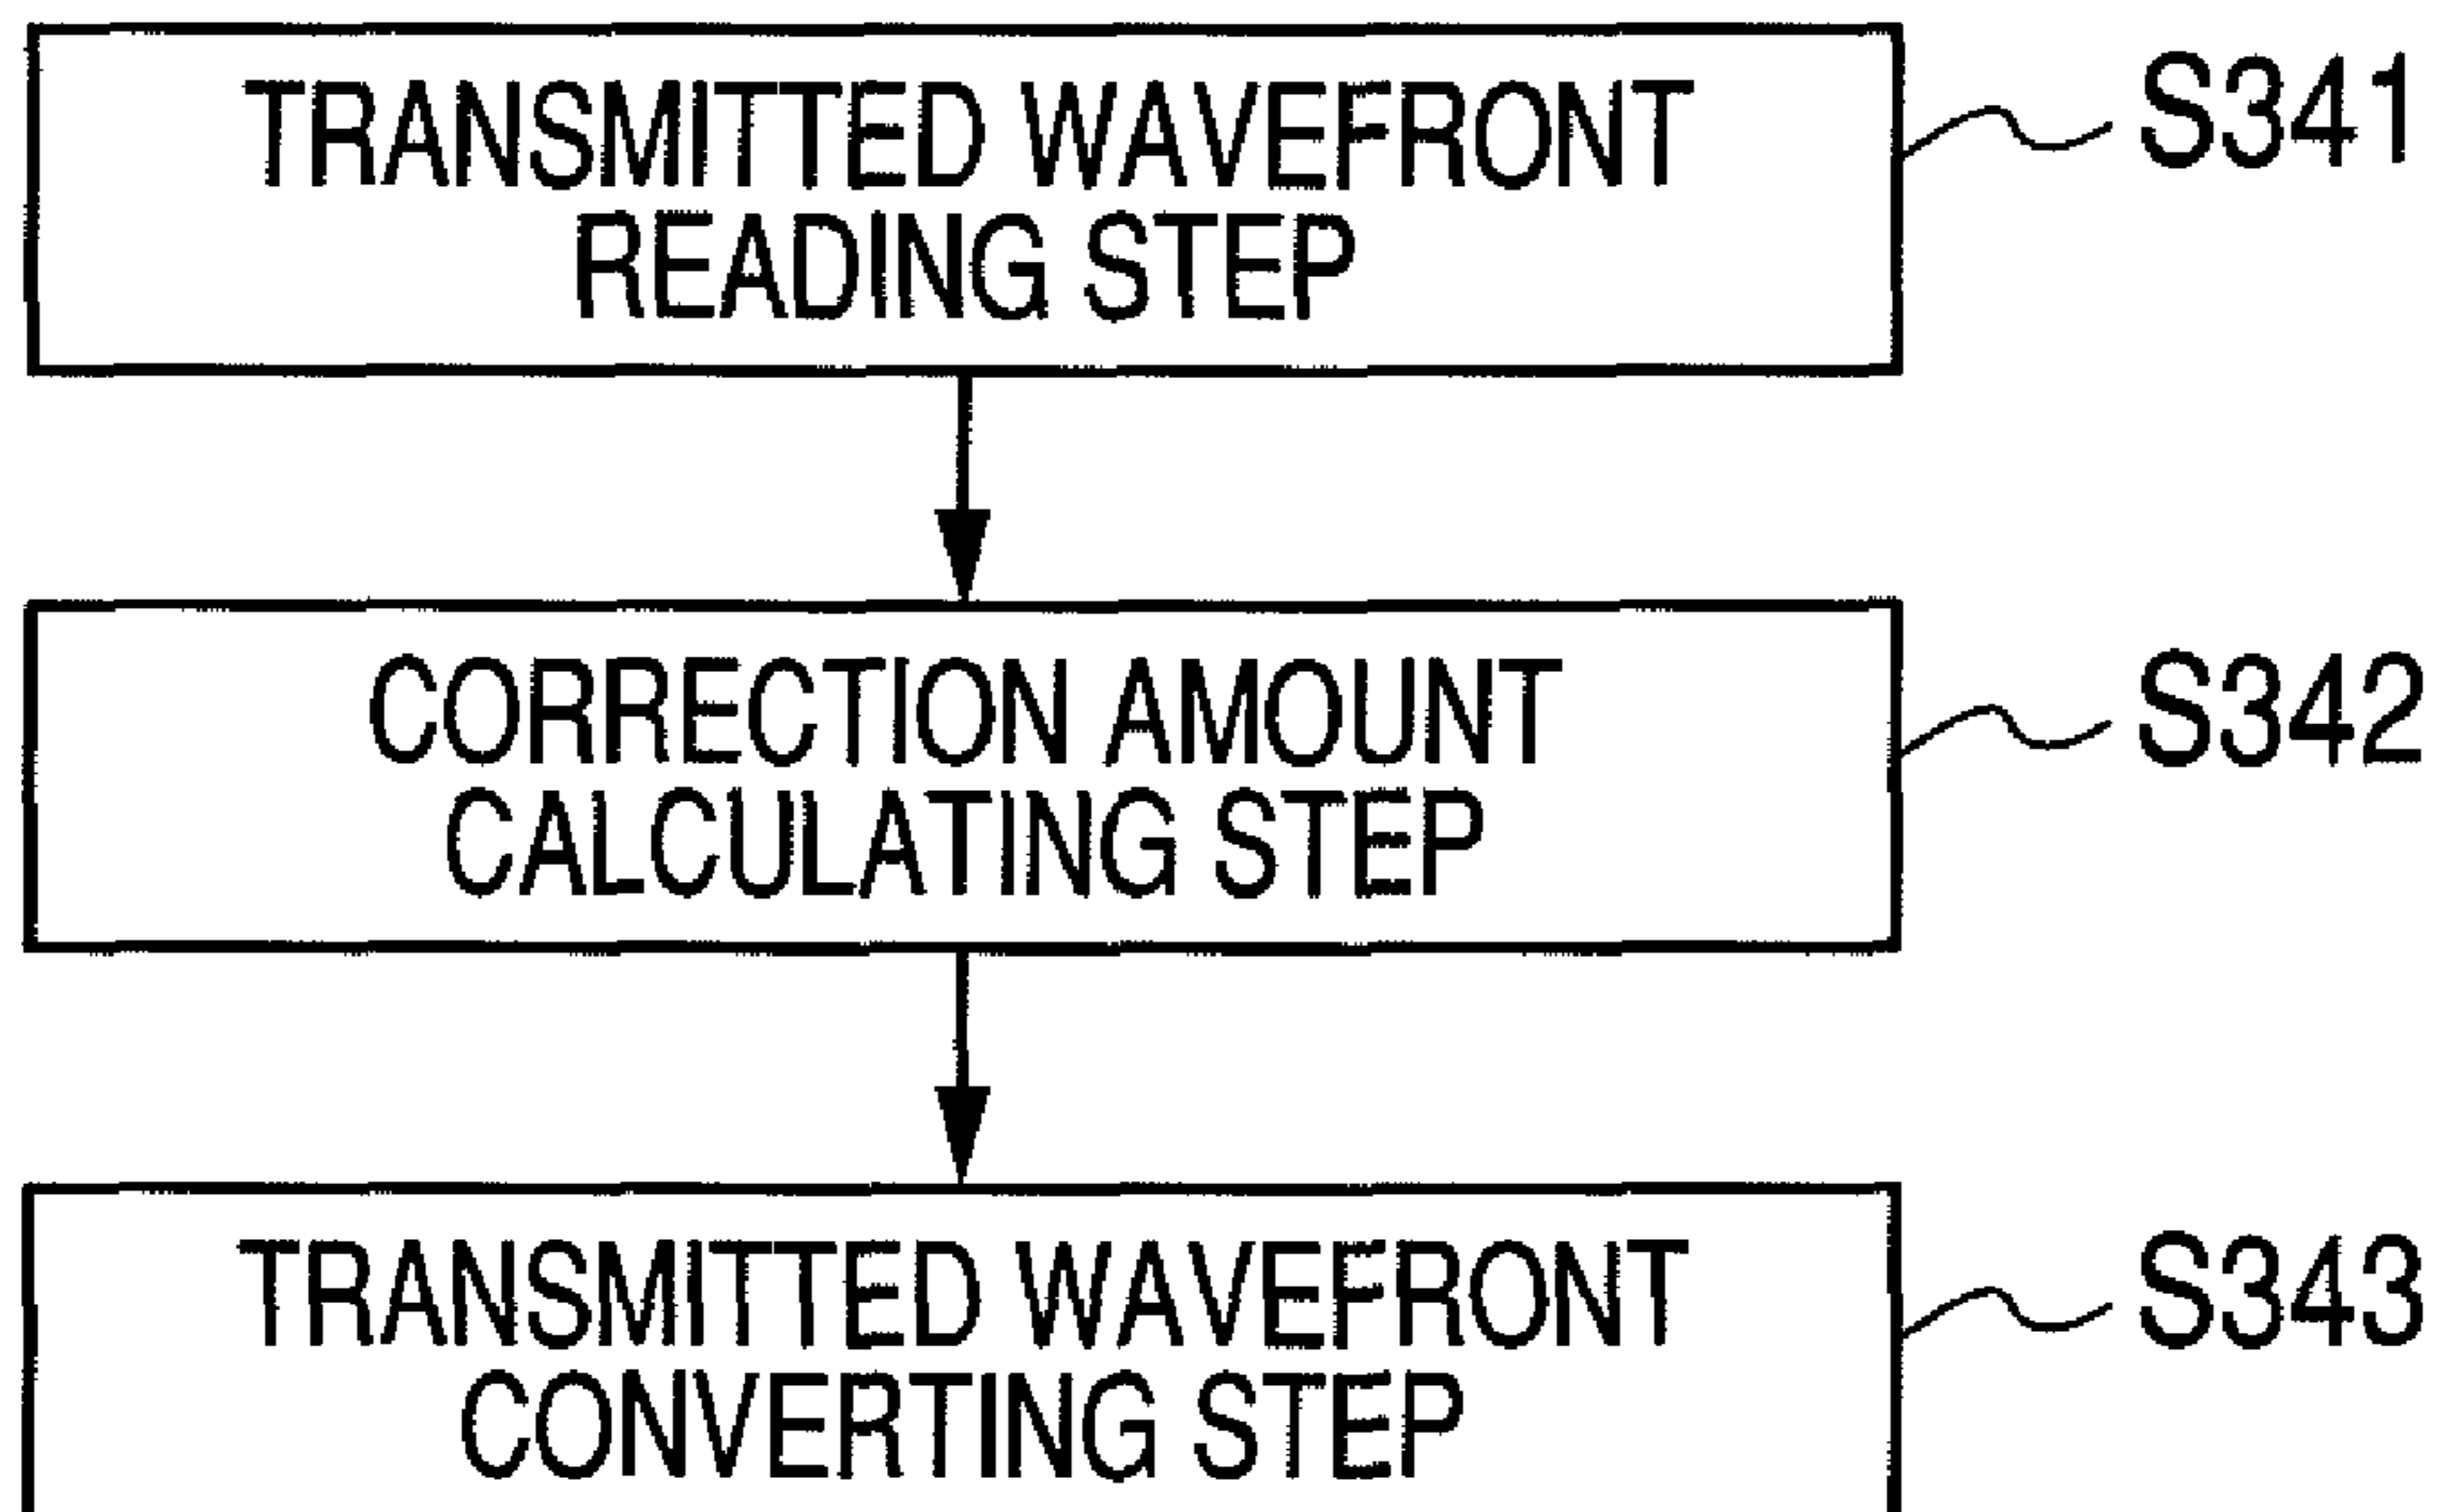 TRANSMITTED WAVEFRONT
READING STEP
S341
CORRECTION AMOUNT
CALCULATING STEP
S342
TRANSMITTED WAVEFRONT
CONVERTING STEP
S343